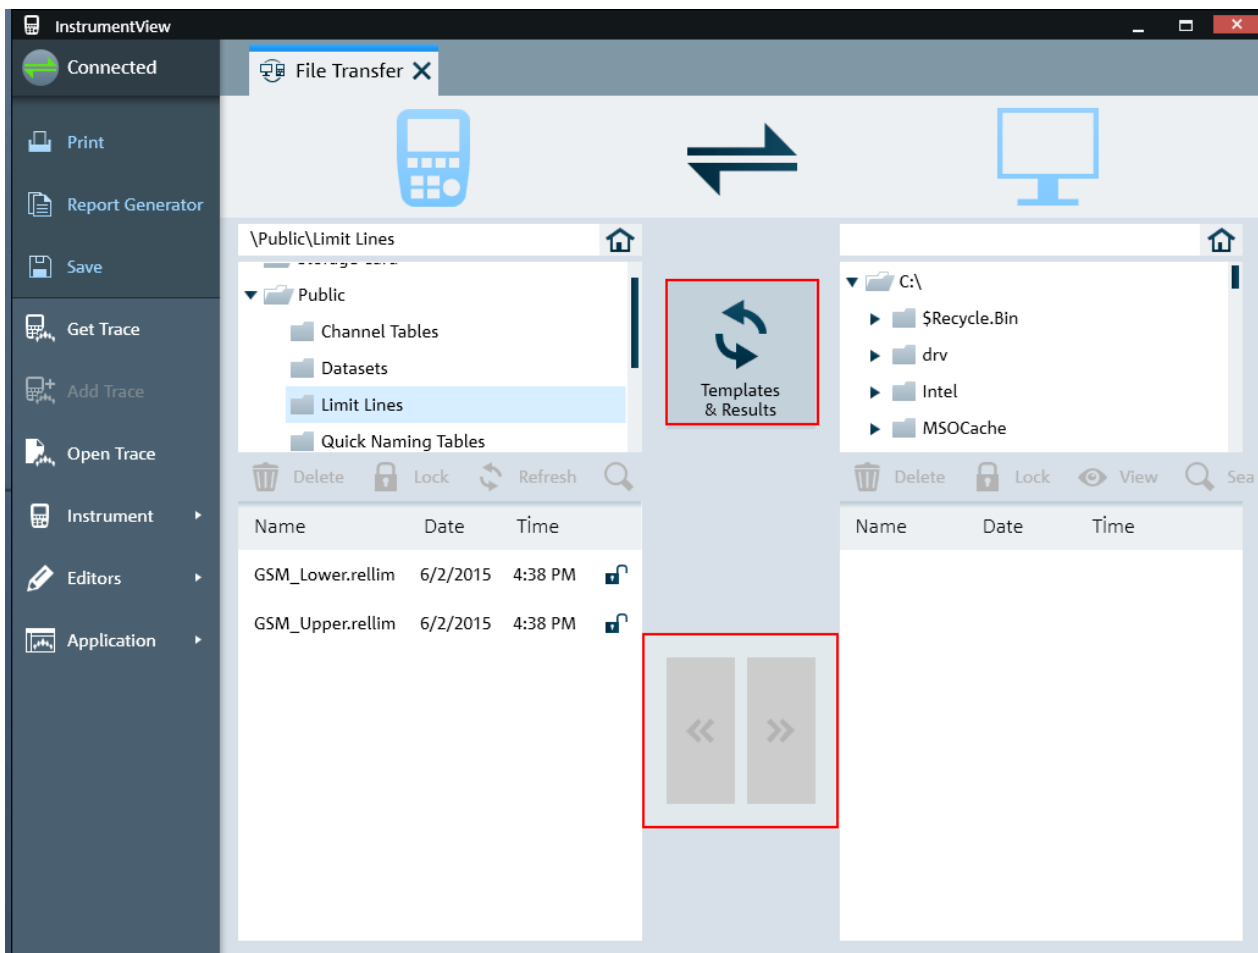 InstrumentView
Connected
File Transfer
Print
Report Generator
Save
Get Trace
Add Trace
Open Trace
Instrument
Editors
Application
\Public\Limit Lines
Storage Card
Public
Channel Tables
Datasets
Limit Lines
Quick Naming Tables
Delete Lock Refresh
Name Date Time
GSM_Lower.rellim 6/2/2015 4:38 PM
GSM_Upper.rellim 6/2/2015 4:38 PM
Templates
& Results
C:\
$Recycle.Bin
drv
Intel
MSOCache
Delete Lock View Sea
Name Date Time